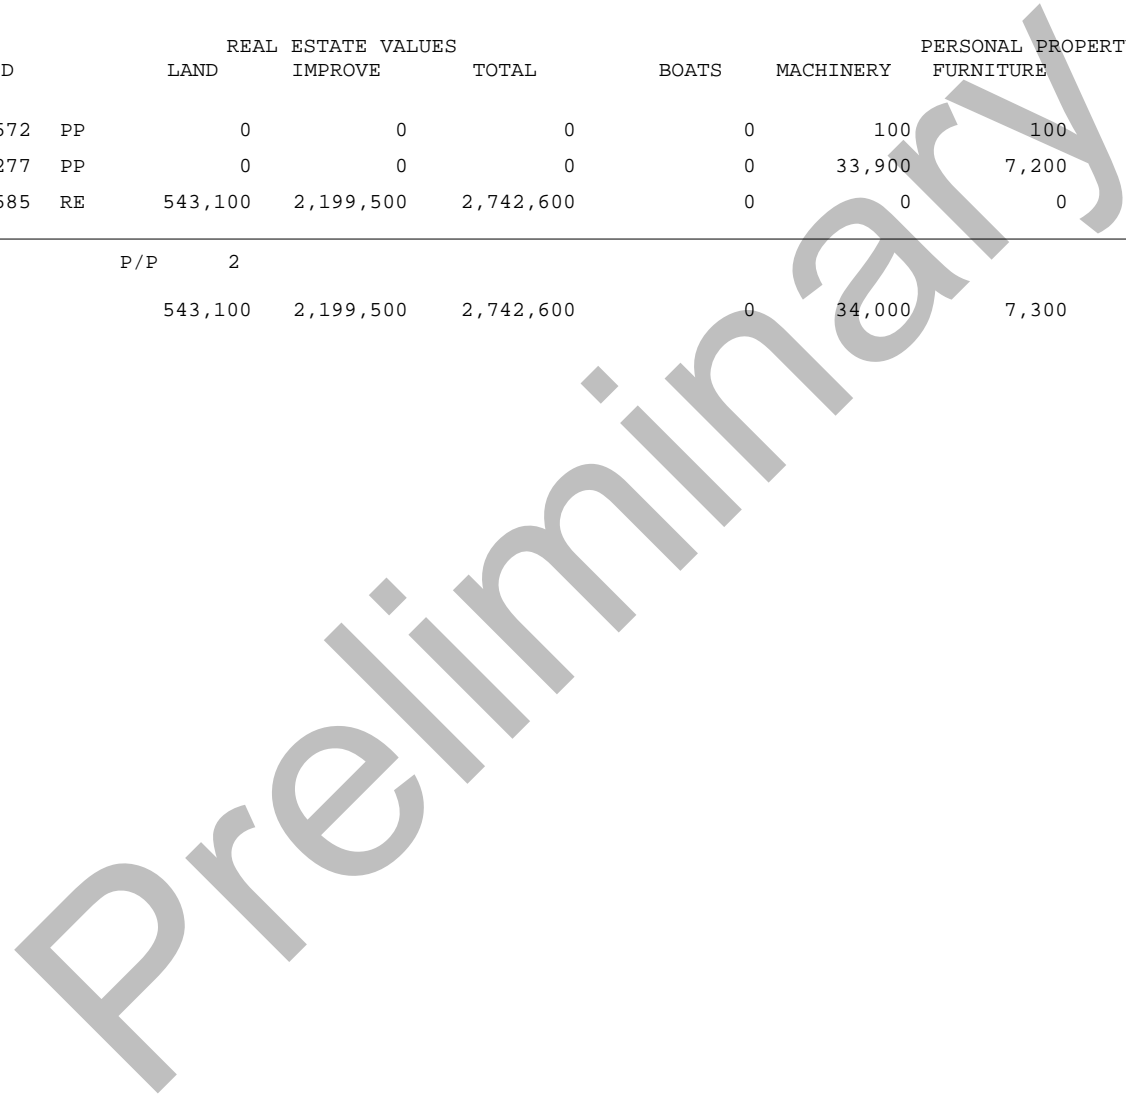 REAL ESTATE VALUES PERSONAL PROPERT
D LAND IMPROVE TOTAL BOATS MACHINERY FURNITURE
572 PP 0 0 0 0 100 100
277 PP 0 0 0 0 33,900 7,200
585 RE 543,100 2,199,500 2,742,600 0 0 0
P/P 2
543,100 2,199,500 2,742,600 0 34,000 7,300
Preliminary